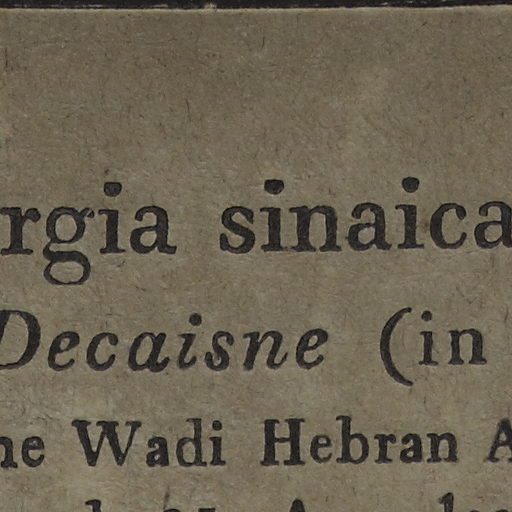 rgia sinaica
Decaisne (in
ne Wadi Hebran A